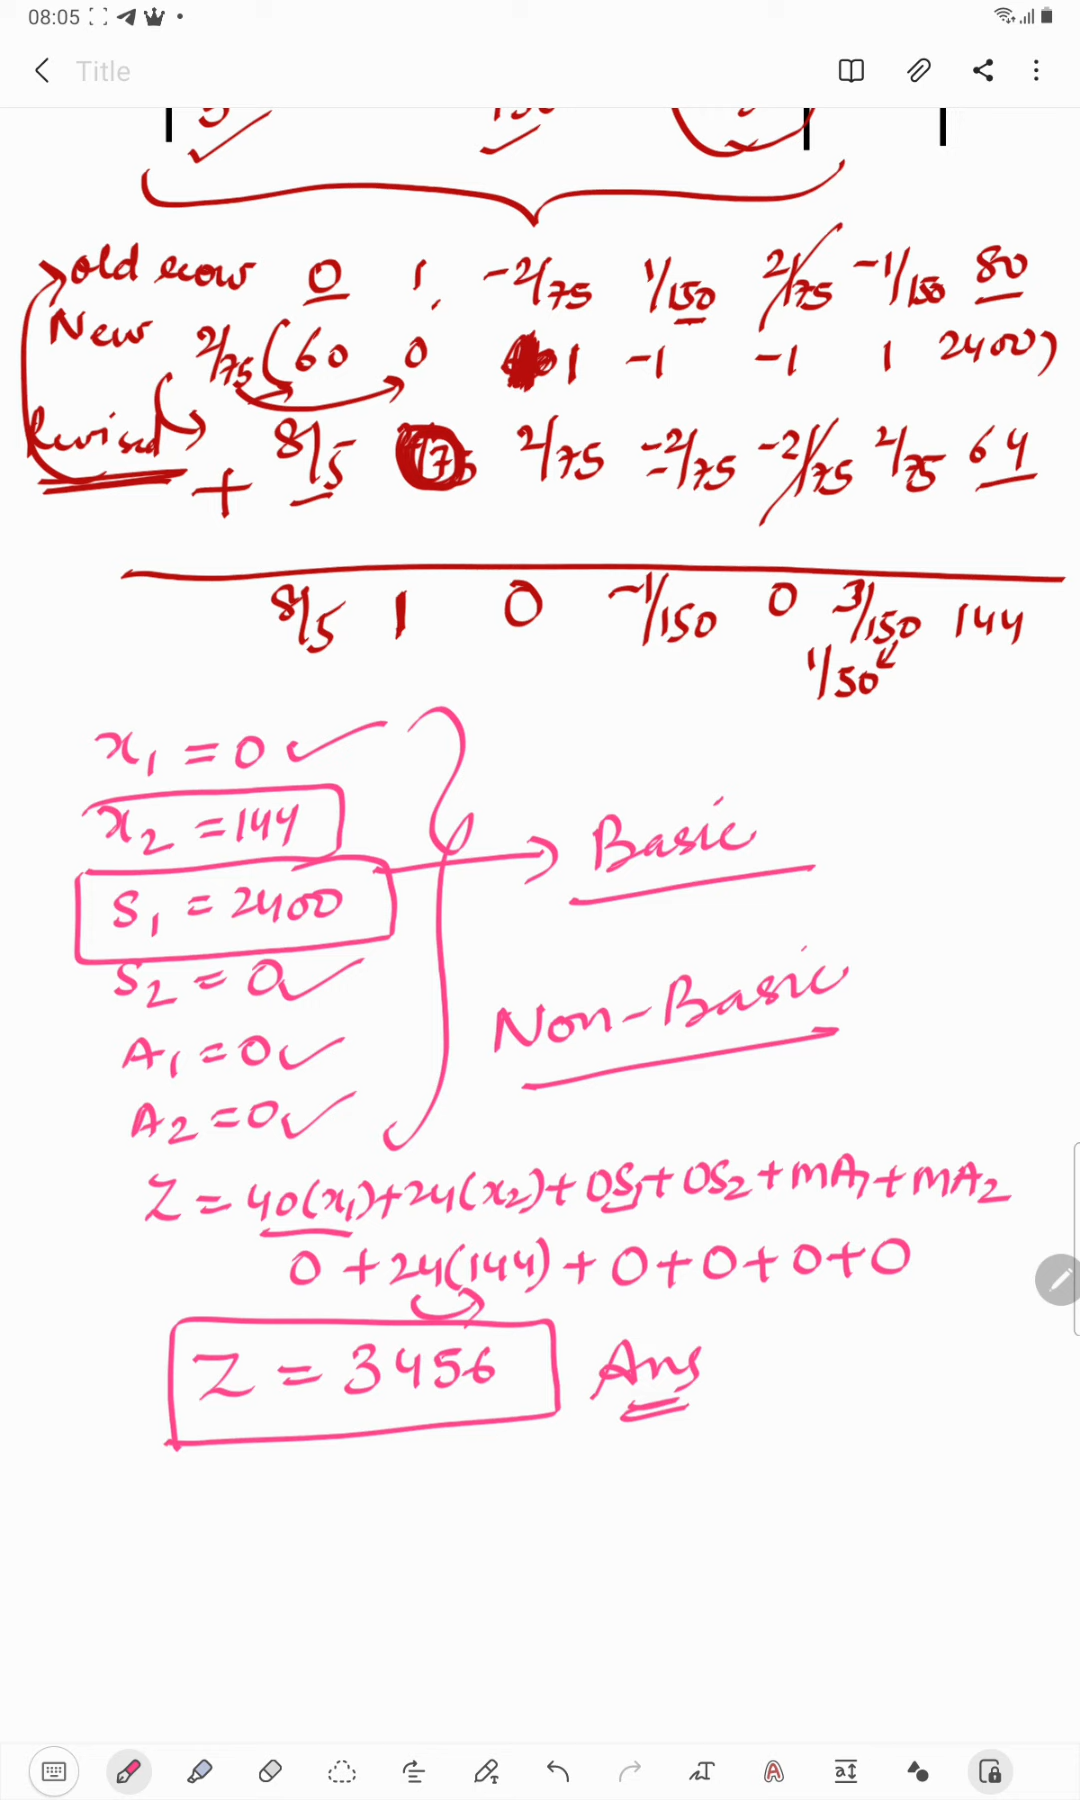 08:05
Title
old row 0 1 -2/75 1/150 2/75 -1/150 80
New 2/75 (60 0 1 -1 -1 1 2400)
Revised + 8/5 2/75 -2/75 -2/75 2/75 64
8/5 1 0 -1/150 0 3/150 144
1/50
x1 = 0
x2 = 144
S1 = 2400
Basic
S2 = 0
Non-Basic
A1 = 0
A2 = 0
Z = 40(x1)+24(x2)+0S1+0S2+MA1+MA2
0+24(144)+0+0+0+0
Z = 3456 Ans